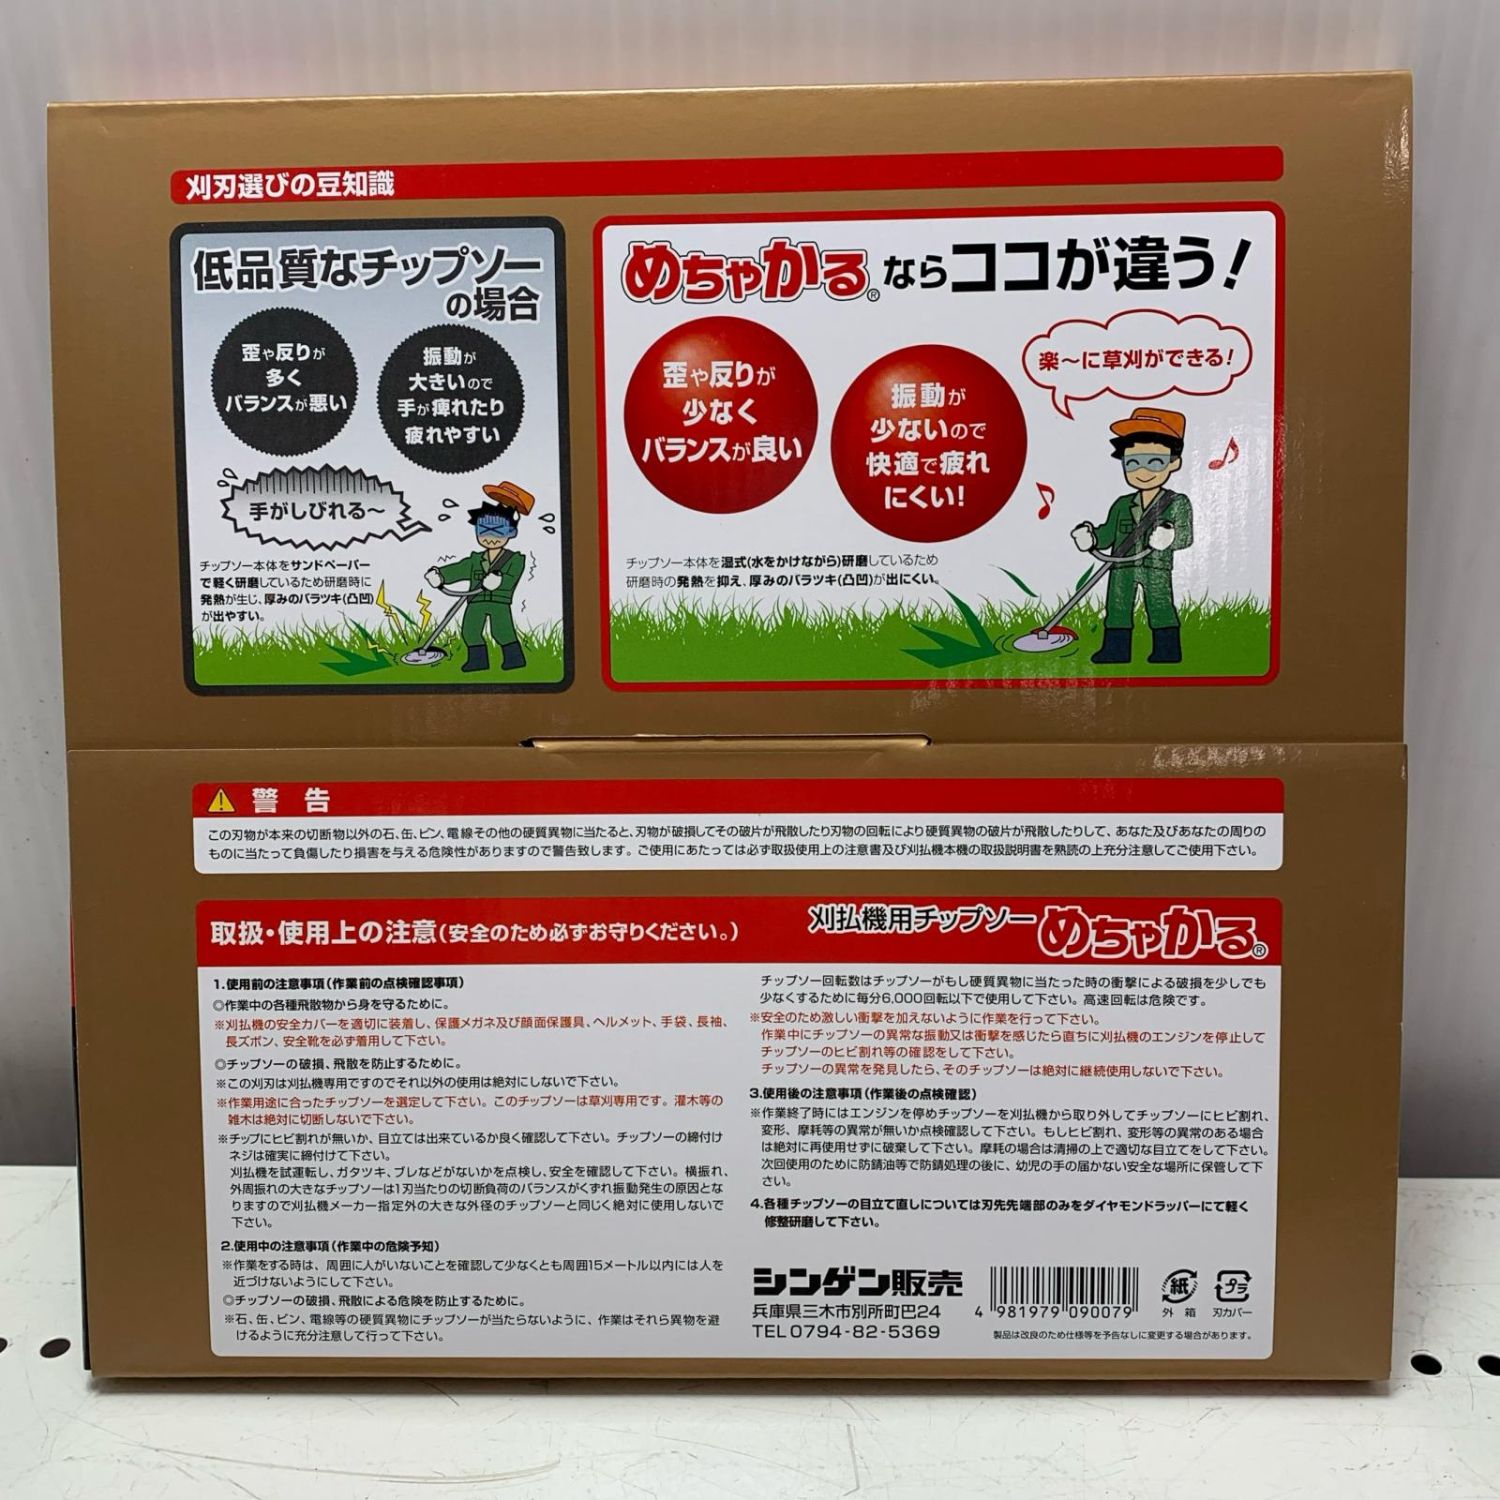 刈刃選びの豆知識
低品質なチップソー
の場合
歪や反りが
多く
バランスが悪い
振動が
大きいので
手が痺れたり
疲れやすい
手がしびれる〜
チップソー本体をサンドペーパー
で軽く研磨しているため研磨時に
発熱が生じ、厚みのバラツキ(凸凹)
が出やすい。
めちゃかる®ならココが違う!
歪や反りが
少なく
バランスが良い
振動が
少ないので
快適で疲れ
にくい!
楽〜に草刈ができる!
チップソー本体を湿式(水をかけながら)研磨しているため
研磨時の発熱を抑え、厚みのバラツキ(凸凹)が出にくい。
警 告
この刃物が本来の切断物以外の石、缶、ビン、電線その他の硬質異物に当たると、刃物が破損してその破片が飛散したり刃物の回転により硬質異物の破片が飛散したりして、あなた及びあなたの周りの
ものに当たって負傷したり損害を与える危険性がありますので警告致します。ご使用にあたっては必ず取扱使用上の注意書及び刈払機本機の取扱説明書を熟読の上充分注意してご使用下さい。
取扱・使用上の注意(安全のため必ずお守りください。)
刈払機用チップソー めちゃかる®
1.使用前の注意事項(作業前の点検確認事項)
◎作業中の各種飛散物から身を守るために。
※刈払機の安全カバーを適切に装着し、保護メガネ及び顔面保護具、ヘルメット、手袋、長袖、
長ズボン、安全靴を必ず着用して下さい。
◎チップソーの破損、飛散を防止するために。
※この刈刃は刈払機専用ですのでそれ以外の使用は絶対にしないで下さい。
※作業用途に合ったチップソーを選定して下さい。このチップソーは草刈専用です。灌木等の
雑木は絶対に切断しないで下さい。
※チップにヒビ割れが無いか、目立ては出来ているか良く確認して下さい。チップソーの締付け
ネジは確実に締付けて下さい。
刈払機を試運転し、ガタツキ、ブレなどがないかを点検し、安全を確認して下さい。横振れ、
外周振れの大きなチップソーは1刃当たりの切断負荷のバランスがくずれ振動発生の原因とな
りますので刈払機メーカー指定外の大きな外径のチップソーと同じく絶対に使用しないで
下さい。
2.使用中の注意事項(作業中の危険予知)
※作業をする時は、周囲に人がいないことを確認して少なくとも周囲15メートル以内には人を
近づけないようにして下さい。
◎チップソーの破損、飛散による危険を防止するために。
※石、缶、ビン、電線等の硬質異物にチップソーが当たらないように、作業はそれら異物を避
けるように充分注意して行って下さい。
チップソー回転数はチップソーがもし硬質異物に当たった時の衝撃による破損を少しでも
少なくするために毎分6,000回転以下で使用して下さい。高速回転は危険です。
※安全のため激しい衝撃を加えないように作業を行って下さい。
作業中にチップソーの異常な振動又は衝撃を感じたら直ちに刈払機のエンジンを停止して
チップソーのヒビ割れ等の確認をして下さい。
チップソーの異常を発見したら、そのチップソーは絶対に継続使用しないで下さい。
3.使用後の注意事項(作業後の点検確認)
※作業終了時にはエンジンを停めチップソーを刈払機から取り外してチップソーにヒビ割れ、
変形、摩耗等の異常が無いか点検確認して下さい。もしヒビ割れ、変形等の異常のある場合
は絶対に再使用せずに破棄して下さい。摩耗の場合は清掃の上で適切な目立てをして下さい。
次回使用のために防錆油等で防錆処理の後に、幼児の手の届かない安全な場所に保管して下
さい。
4.各種チップソーの目立て直しについては刃先先端部のみをダイヤモンドラッパーにて軽く
修整研磨して下さい。
シンゲン販売
兵庫県三木市別所町巴24
TEL0794-82-5369
4 981979 090079
紙
外 箱
プラ
刃カバー
製品は改良のため仕様等を予告なしに変更する場合があります。